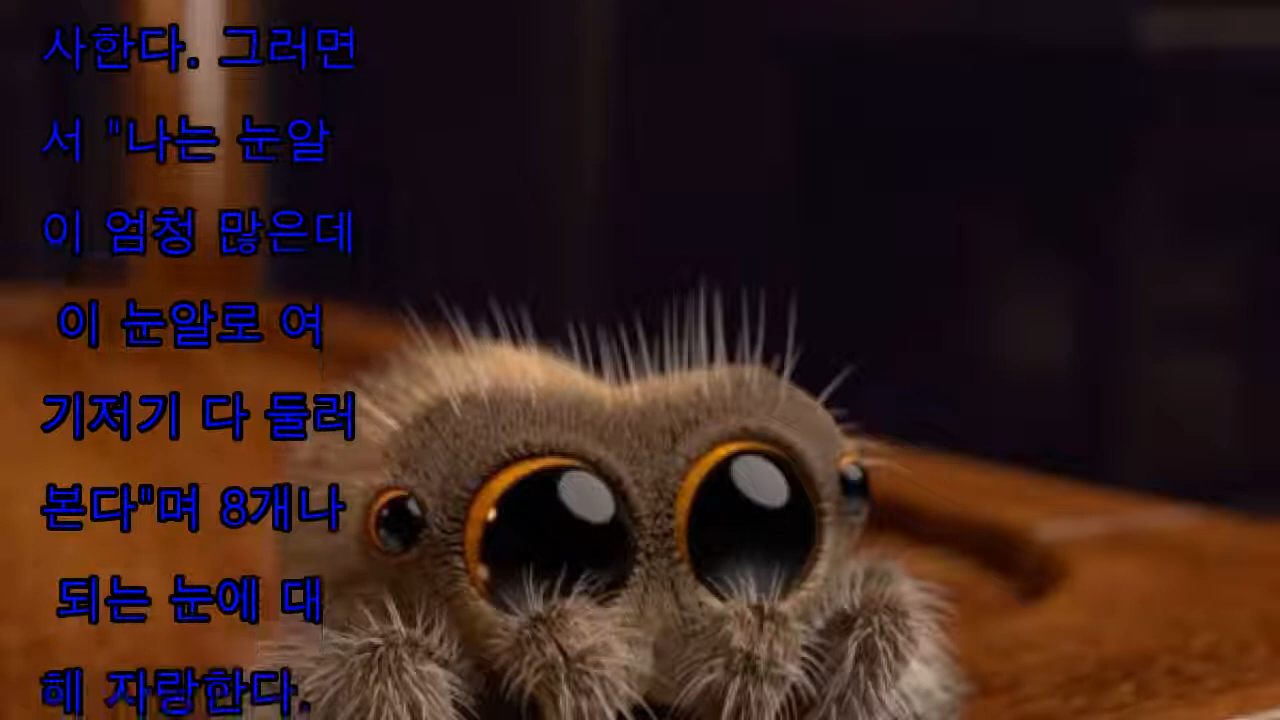 사한다. 그러면
서 "나는 눈알
이 엄청 많은데
이 눈알로 여
기저기 다 둘러
본다"며 8개나
되는 눈에 대
해 자랑한다.